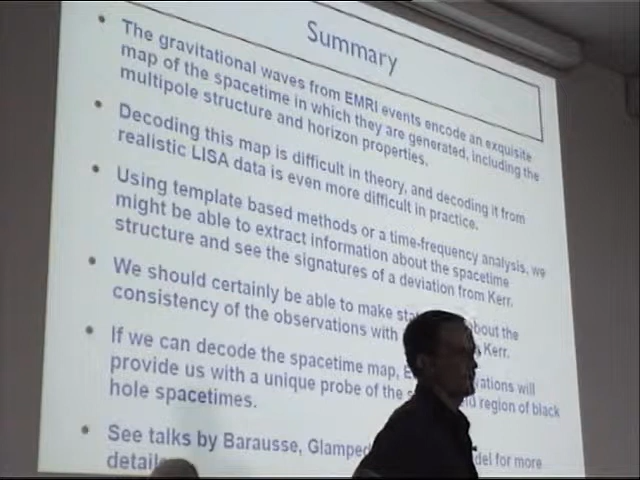 Summary
• The gravitational waves from EMRI events encode an exquisite
map of the spacetime in which they are generated, including the
multipole structure and horizon properties.
• Decoding this map is difficult in theory, and decoding it from
realistic LISA data is even more difficult in practice.
• Using template based methods or a time-frequency analysis, we
might be able to extract information about the spacetime
structure and see the signatures of a deviation from Kerr.
• We should certainly be able to make about the
consistency of the observations with Kerr.
• If we can decode the spacetime map, will
provide us with a unique probe of the region of black
hole spacetimes.
• See talks by Barausse, for more